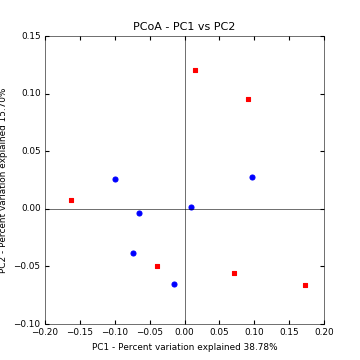 PCoA - PC1 vs PC2
0.15
0.10
0.05
0.00
−0.05
−0.10
PC2 - Percent variation explained 15.70%
−0.20 −0.15 −0.10 −0.05 0.00 0.05 0.10 0.15 0.20
PC1 - Percent variation explained 38.78%